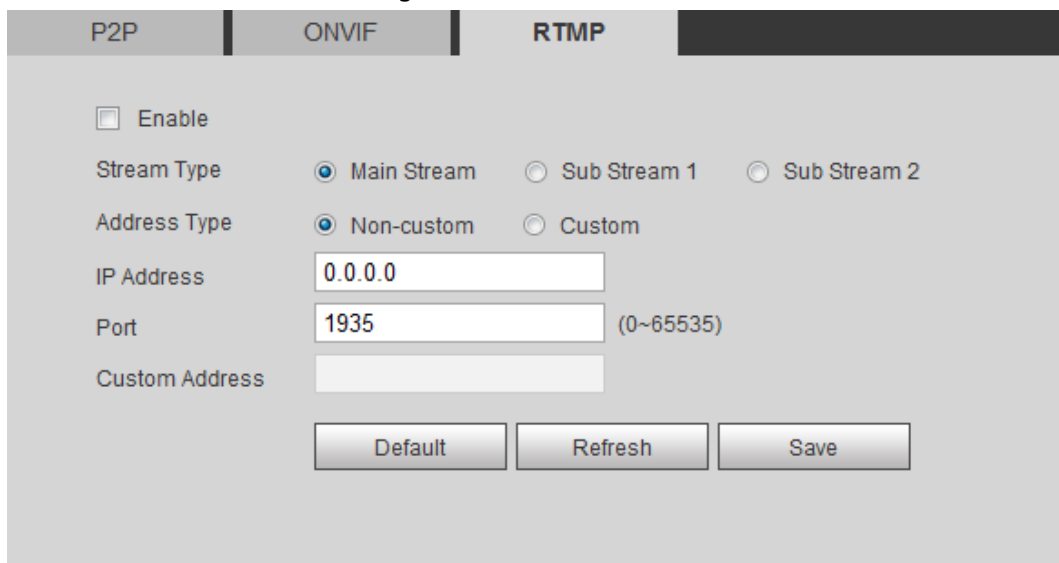 P2P ONVIF RTMP
Enable
Stream Type Main Stream Sub Stream 1 Sub Stream 2
Address Type Non-custom Custom
IP Address 0.0.0.0
Port 1935 (0~65535)
Custom Address
Default Refresh Save